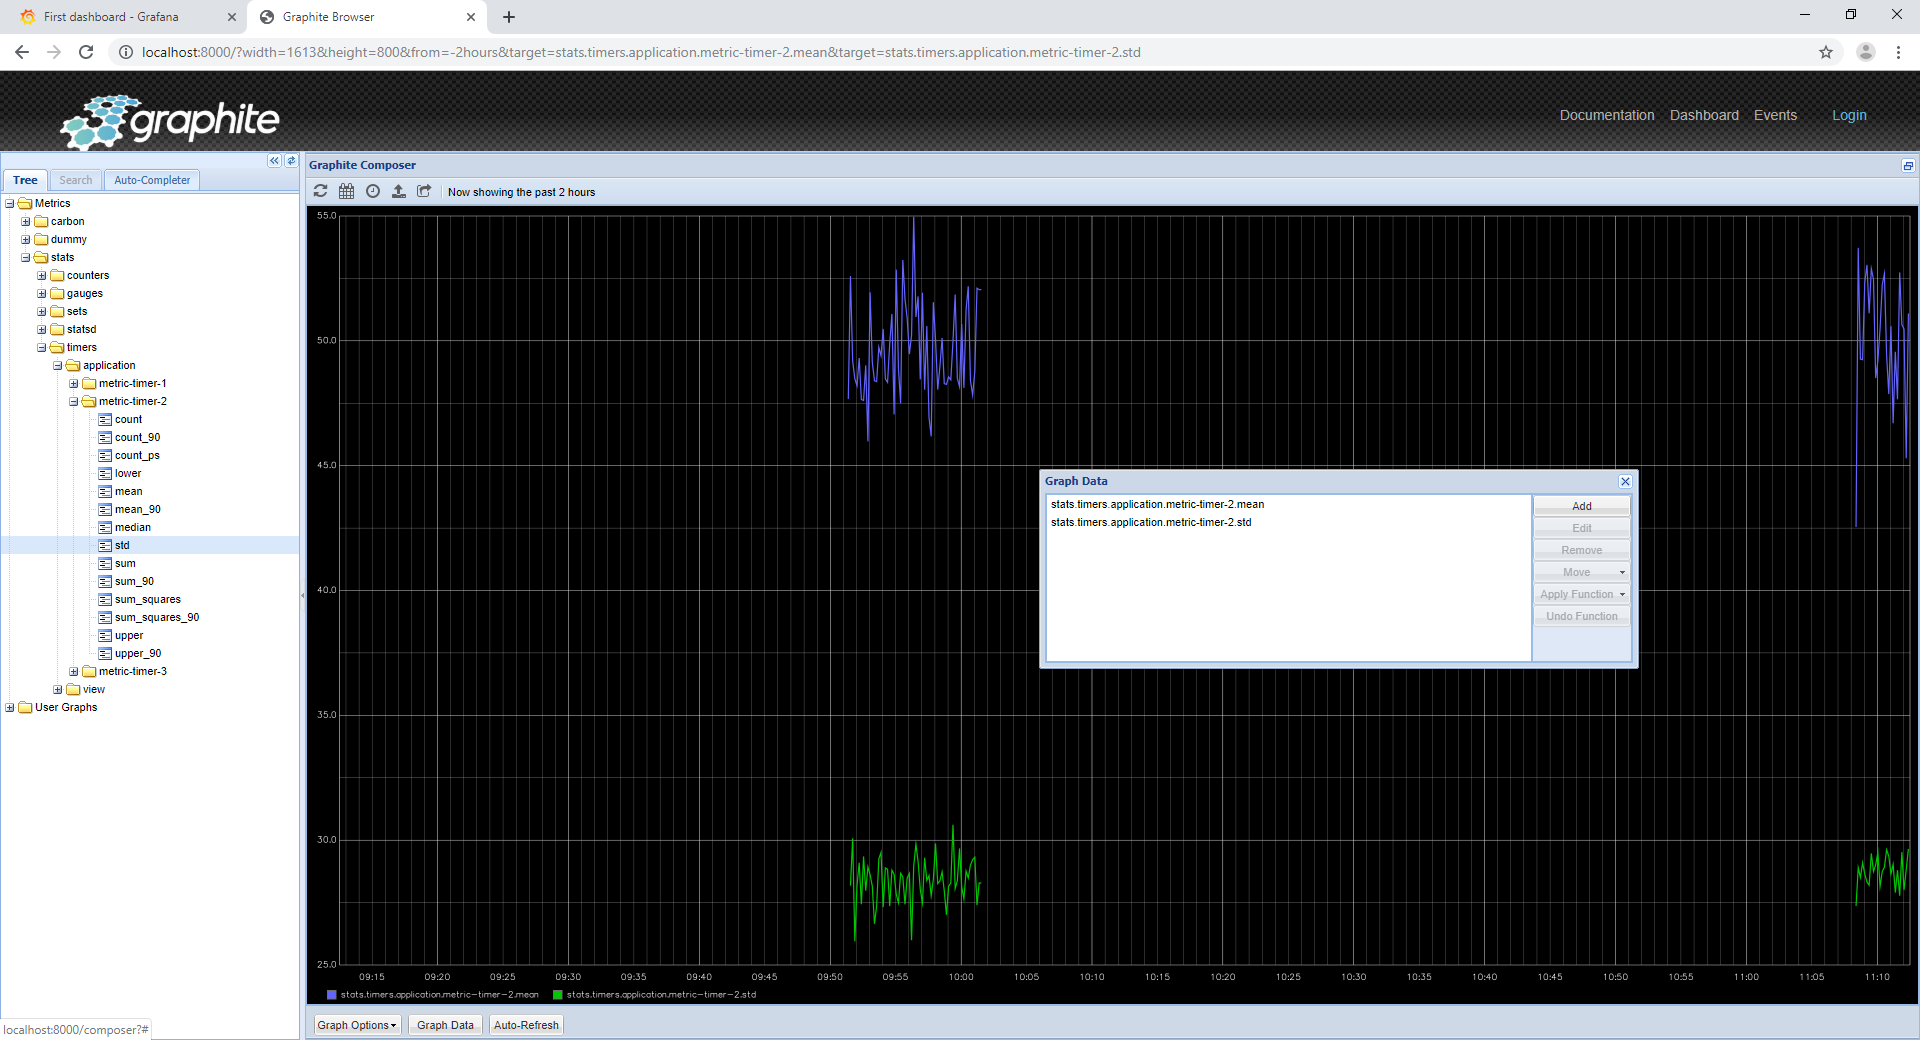 First dashboard - Grafana
Graphite Browser
localhost:8000/?width=1613&height=800&from=-2hours&target=stats.timers.application.metric-timer-2.mean&target=stats.timers.application.metric-timer-2.std
graphite
Documentation Dashboard Events Login
Tree Search Auto-Completer
Metrics
carbon
dummy
stats
counters
gauges
sets
statsd
timers
application
metric-timer-1
metric-timer-2
count
count_90
count_ps
lower
mean
mean_90
median
std
sum
sum_90
sum_squares
sum_squares_90
upper
upper_90
metric-timer-3
view
User Graphs
localhost:8000/composer?#
Graphite Composer
Now showing the past 2 hours
55.0
50.0
45.0
40.0
35.0
30.0
25.0
09:15 09:20 09:25 09:30 09:35 09:40 09:45 09:50 09:55 10:00 10:05 10:10 10:15 10:20 10:25 10:30 10:35 10:40 10:45 10:50 10:55 11:00 11:05 11:10
stats.timers.application.metric-timer-2.mean stats.timers.application.metric-timer-2.std
Graph Data
stats.timers.application.metric-timer-2.mean
stats.timers.application.metric-timer-2.std
Add
Edit
Remove
Move
Apply Function
Undo Function
Graph Options Graph Data Auto-Refresh